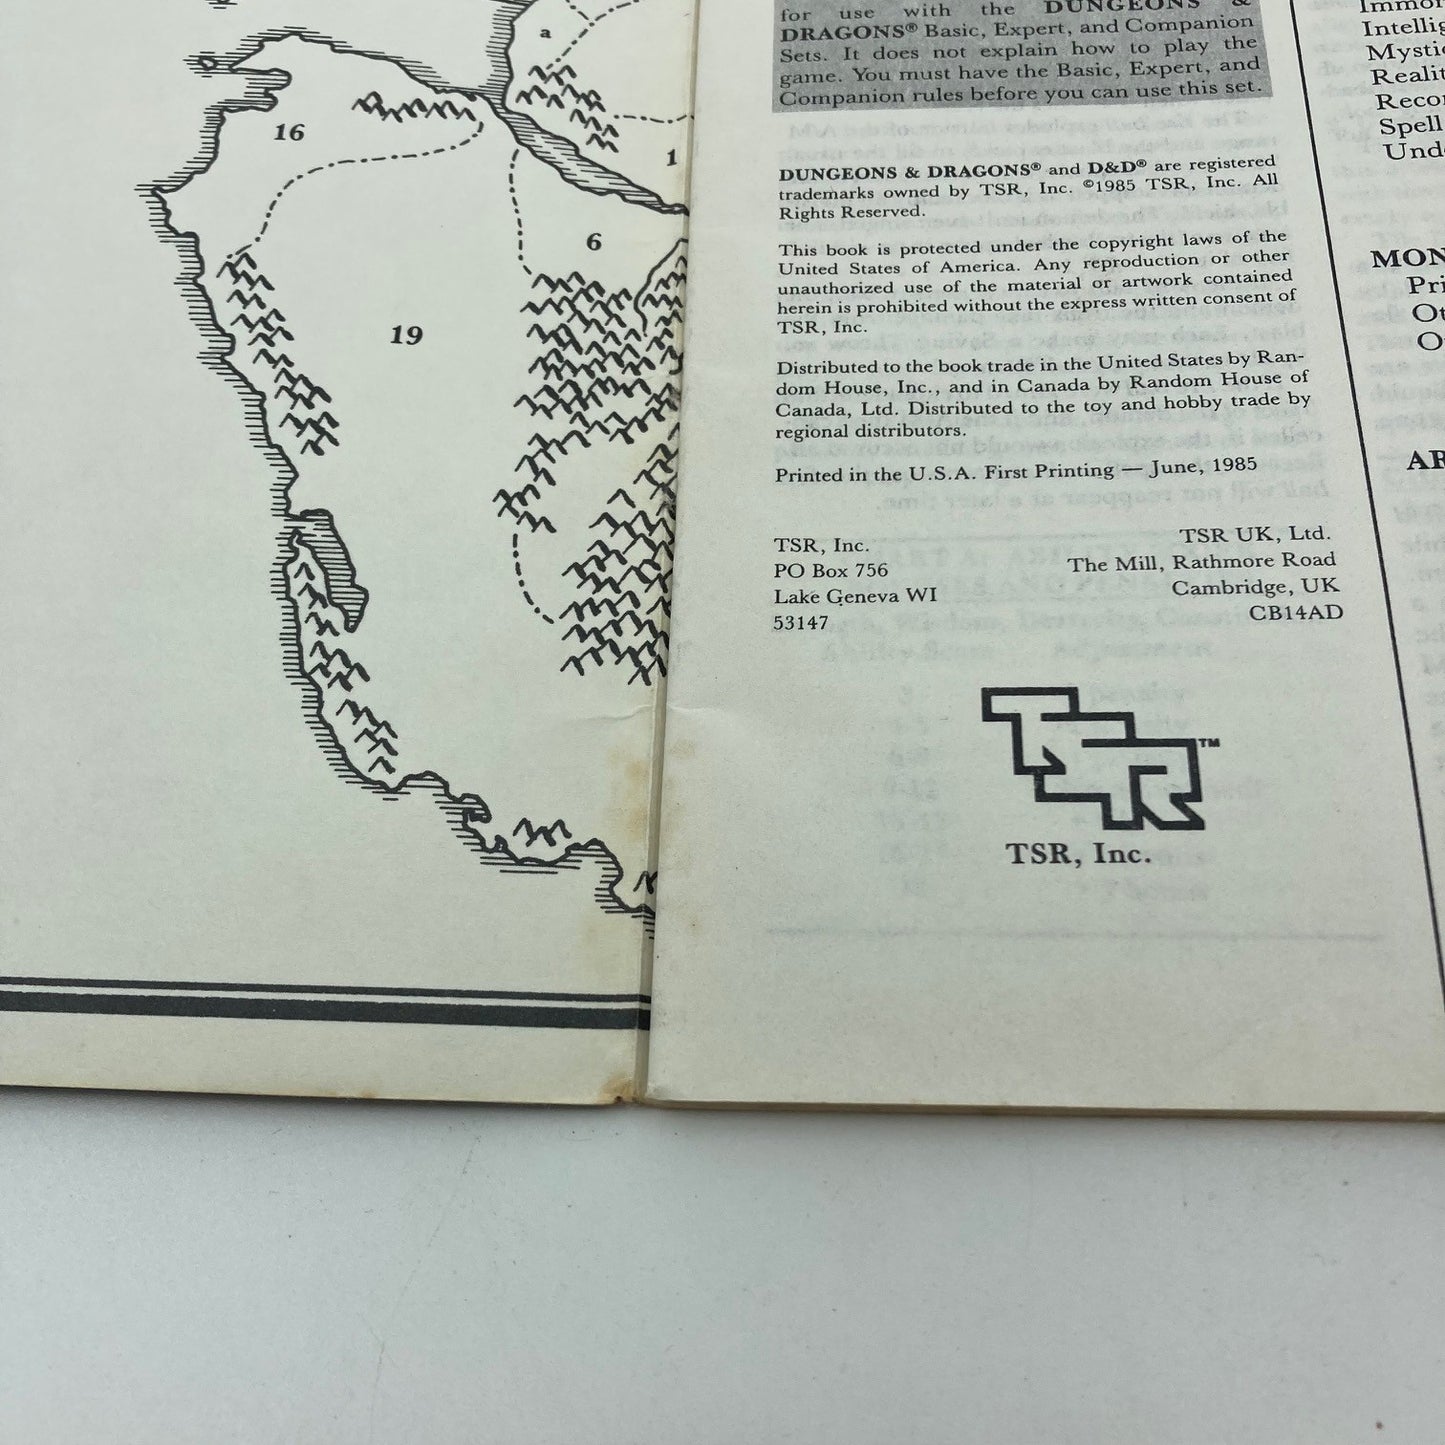 a
16
1
6
19
for use with the DUNGEONS &
DRAGONS® Basic, Expert, and Companion
Sets. It does not explain how to play the
game. You must have the Basic, Expert, and
Companion rules before you can use this set.
DUNGEONS & DRAGONS® and D&D® are registered
trademarks owned by TSR, Inc. ©1985 TSR, Inc. All
Rights Reserved.
This book is protected under the copyright laws of the
United States of America. Any reproduction or other
unauthorized use of the material or artwork contained
herein is prohibited without the express written consent of
TSR, Inc.
Distributed to the book trade in the United States by Ran-
dom House, Inc., and in Canada by Random House of
Canada, Ltd. Distributed to the toy and hobby trade by
regional distributors.
Printed in the U.S.A. First Printing — June, 1985
TSR, Inc.
PO Box 756
Lake Geneva WI
53147
TSR UK, Ltd.
The Mill, Rathmore Road
Cambridge, UK
CB14AD
TSR™
TSR, Inc.
Spell